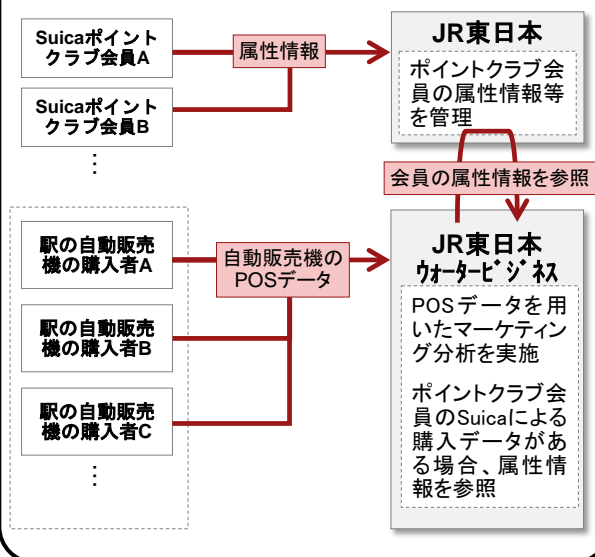 Suicaポイント
クラブ会員A
Suicaポイント
クラブ会員B
⋮
属性情報
JR東日本
ポイントクラブ会
員の属性情報等
を管理
会員の属性情報を参照
駅の自動販売
機の購入者A
駅の自動販売
機の購入者B
駅の自動販売
機の購入者C
⋮
自動販売機の
POSデータ
JR東日本
ｳｫｰﾀｰﾋﾞｼﾞﾈｽ
POSデータを用
いたマーケティン
グ分析を実施
ポイントクラブ会
員のSuicaによる
購入データがあ
る場合、属性情
報を参照